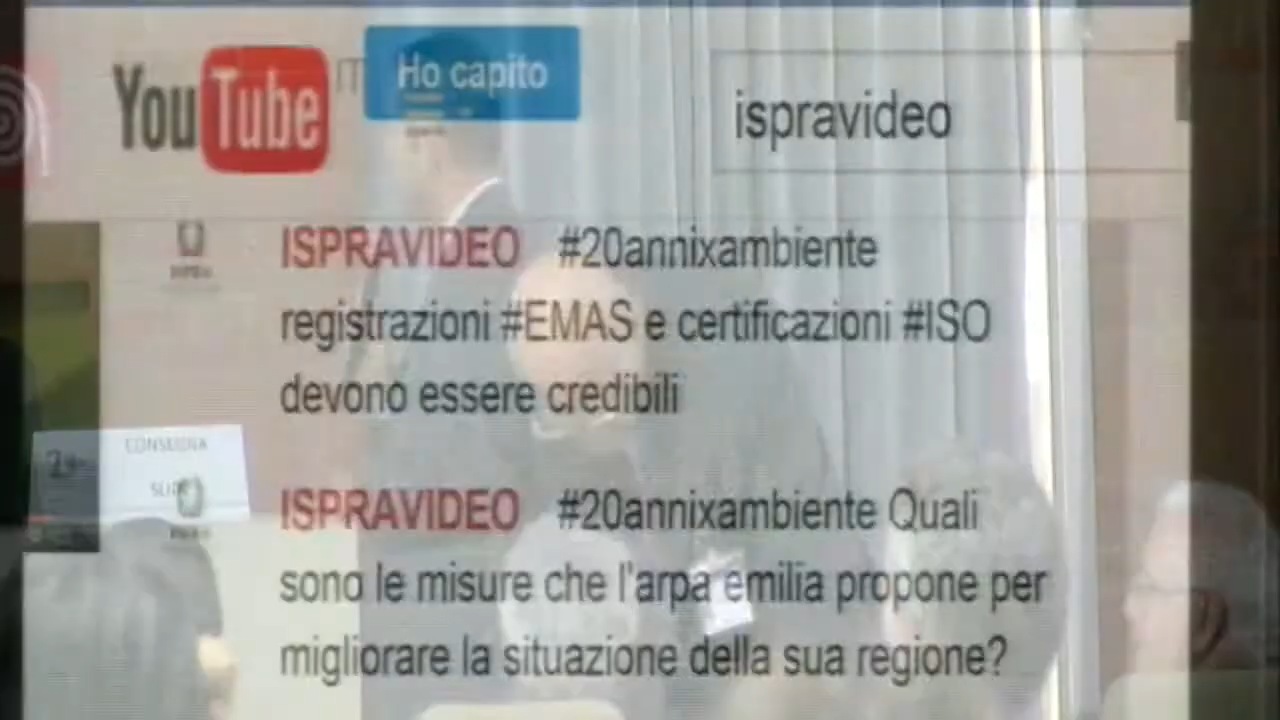 YouTube
Ho capito
ispravideo
ISPRAVIDEO #20annixambiente
registrazioni #EMAS e certificazioni #ISO
devono essere credibili
CONSEGNA
ISPRAVIDEO #20annixambiente Quali
sono le misure che l'arpa emilia propone per
migliorare la situazione della sua regione?